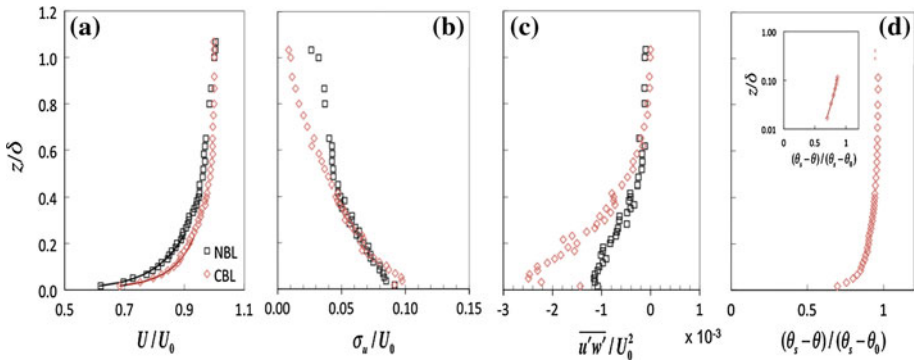 (a)
(b)
(c)
(d)
z/δ
1.2
1.0
0.8
0.6
0.4
0.2
0.0
NBL
CBL
0.5
0.7
0.9
1.1
U/U₀
0.00
0.05
0.10
0.15
σᵤ/U₀
-3
-2
-1
0
1
x 10⁻³
u'w'/U₀²
z/δ
1.00
0.10
0.01
0
0.5
1
(θₛ−θ)/(θₛ−θ₀)
0
0.5
1
(θₛ−θ)/(θₛ−θ₀)